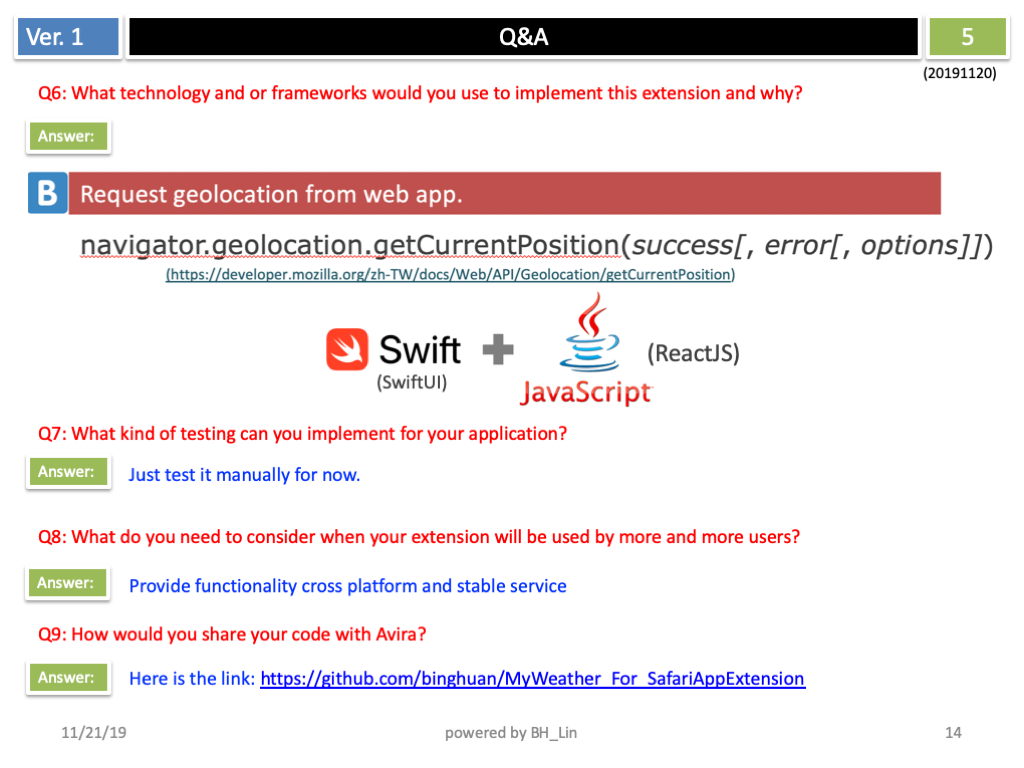 Ver. 1
Q&A
5
(20191120)
Q6: What technology and or frameworks would you use to implement this extension and why?
Answer:
B Request geolocation from web app.
navigator.geolocation.getCurrentPosition(success[, error[, options]])
(https://developer.mozilla.org/zh-TW/docs/Web/API/Geolocation/getCurrentPosition)
Swift
(SwiftUI)
JavaScript
(ReactJS)
Q7: What kind of testing can you implement for your application?
Answer: Just test it manually for now.
Q8: What do you need to consider when your extension will be used by more and more users?
Answer: Provide functionality cross platform and stable service
Q9: How would you share your code with Avira?
Answer: Here is the link: https://github.com/binghuan/MyWeather_For_SafariAppExtension
11/21/19
powered by BH_Lin
14